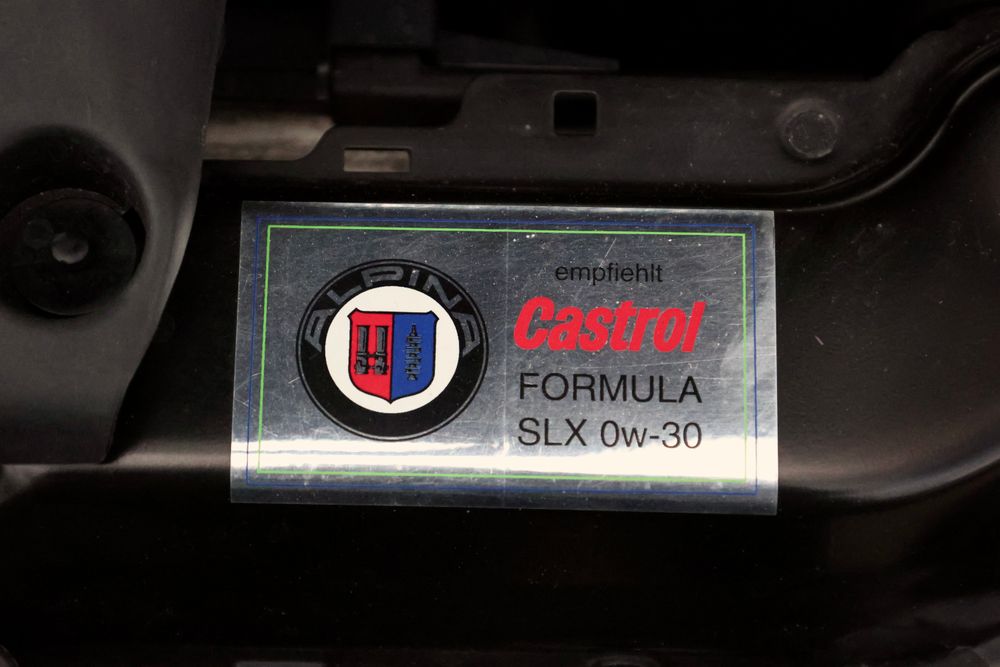 ALPINA
empfiehlt
Castrol
FORMULA
SLX 0w-30